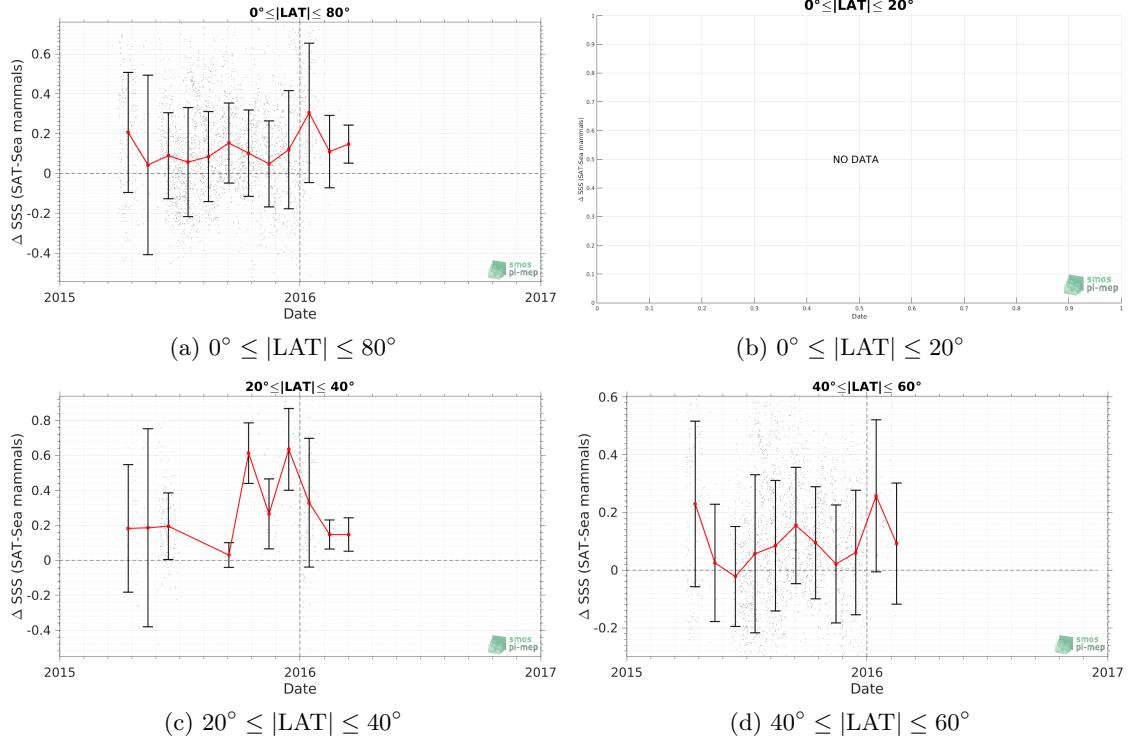 0°≤|LAT|≤ 80°
Δ SSS (SAT-Sea mammals)
0.6
0.4
0.2
0
-0.2
-0.4
2015
2016
2017
Date
smos
pi-mep
(a) 0° ≤ |LAT| ≤ 80°
0°≤|LAT|≤ 20°
Δ SSS (SAT-Sea mammals)
1
0.9
0.8
0.7
0.6
0.5
0.4
0.3
0.2
0.1
0
NO DATA
0
0.1
0.2
0.3
0.4
0.5
0.6
0.7
0.8
0.9
1
Date
smos
pi-mep
(b) 0° ≤ |LAT| ≤ 20°
20°≤|LAT|≤ 40°
Δ SSS (SAT-Sea mammals)
0.8
0.6
0.4
0.2
0
-0.2
-0.4
2015
2016
2017
Date
smos
pi-mep
(c) 20° ≤ |LAT| ≤ 40°
40°≤|LAT|≤ 60°
Δ SSS (SAT-Sea mammals)
0.6
0.4
0.2
0
-0.2
2015
2016
2017
Date
smos
pi-mep
(d) 40° ≤ |LAT| ≤ 60°